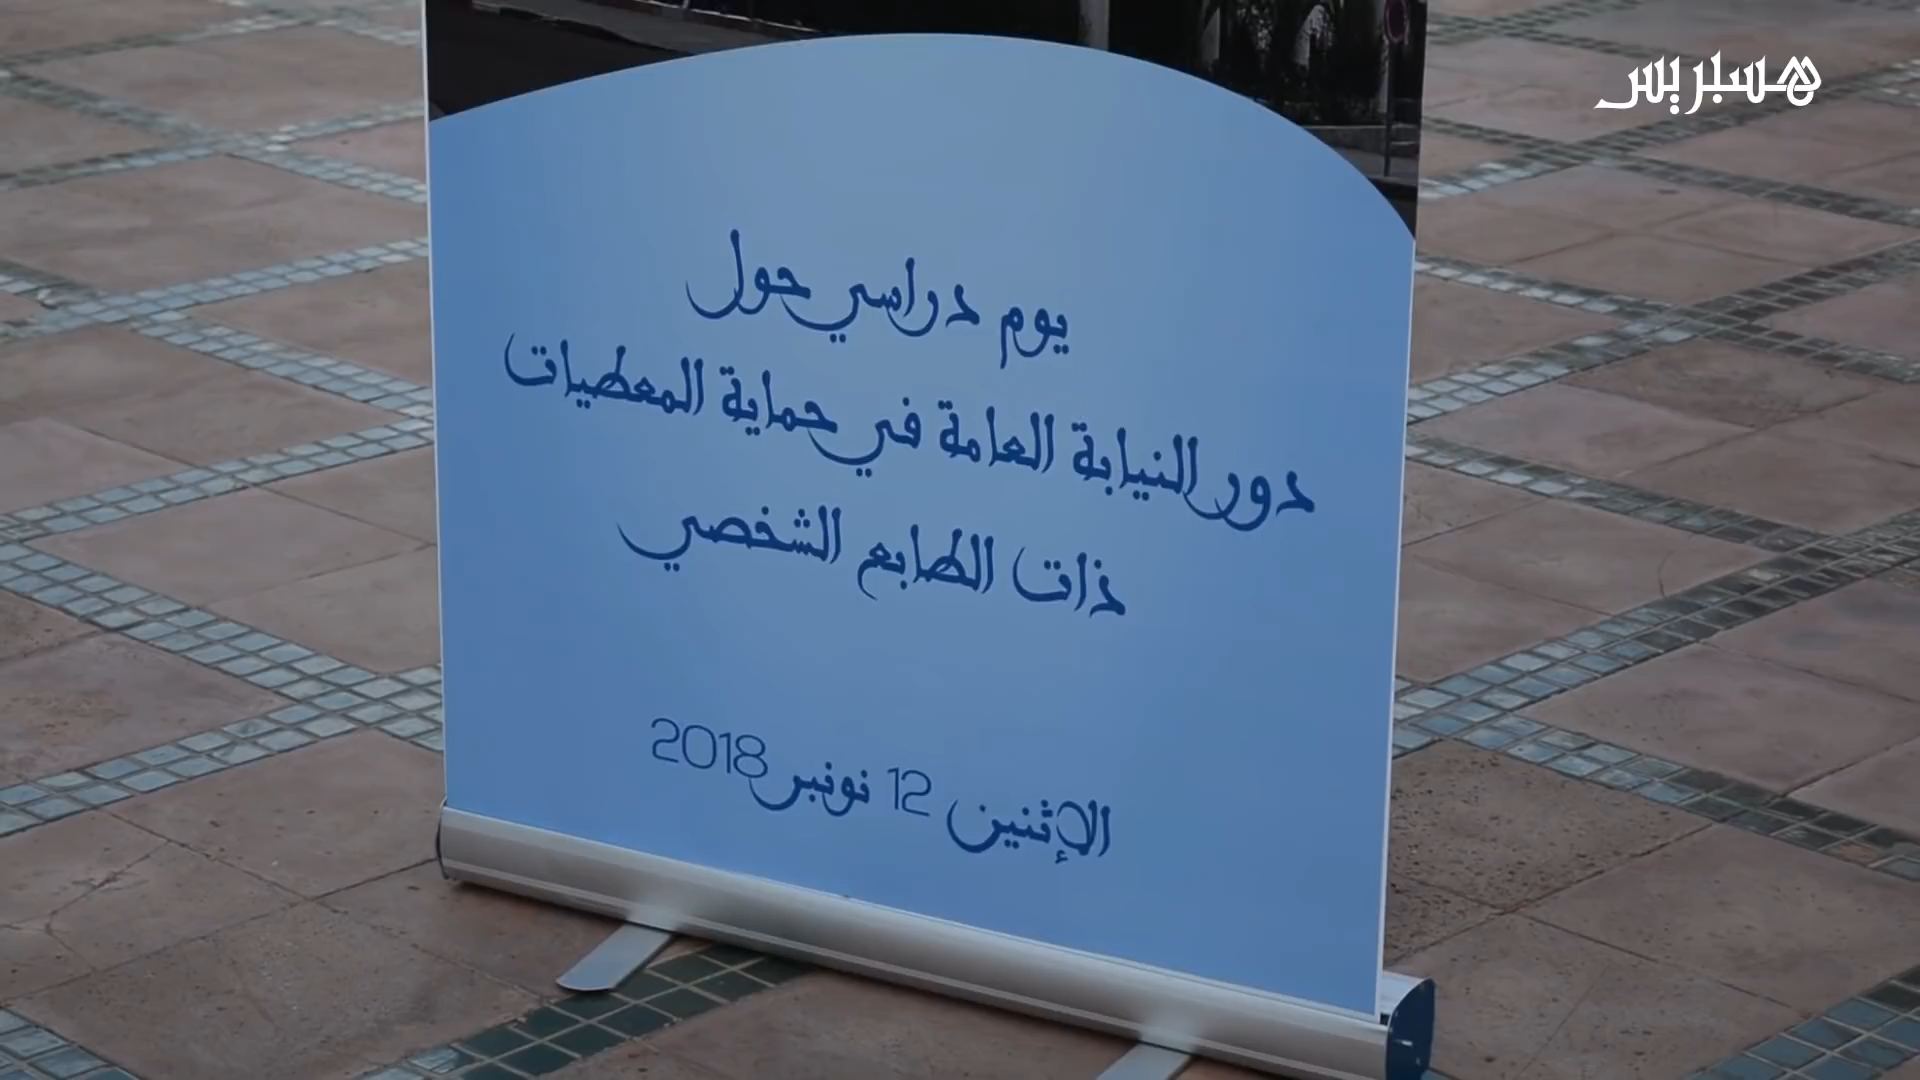 هسبريس
يوم دراسي حول
دور النيابة العامة في حماية المعطيات
ذات الطابع الشخصي
الإثنين 12 نونبر 2018